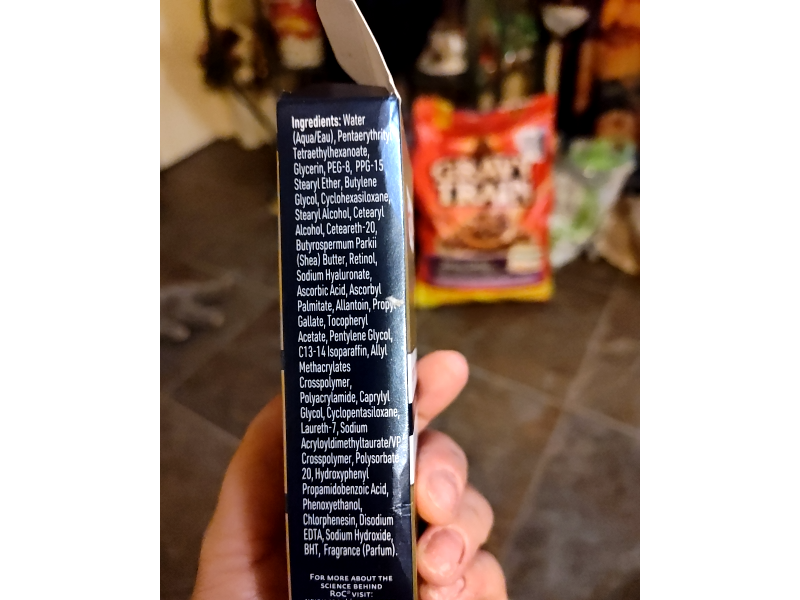 Ingredients: Water
(Aqua/Eau), Pentaerythrity
Tetraethylhexanoate,
Glycerin, PEG-8, PPG-15
Stearyl Ether, Butylene
Glycol, Cyclohexasiloxane,
Stearyl Alcohol, Cetearyl
Alcohol, Ceteareth-20,
Butyrospermum Parkii
(Shea) Butter, Retinol,
Sodium Hyaluronate,
Ascorbic Acid, Ascorbyl
Palmitate, Allantoin, Propyl
Gallate, Tocopheryl
Acetate, Pentylene Glycol,
C13-14 Isoparaffin, Allyl
Methacrylates
Crosspolymer,
Polyacrylamide, Caprylyl
Glycol, Cyclopentasiloxane,
Laureth-7, Sodium
Acryloyldimethyltaurate/VP
Crosspolymer, Polysorbate
20, Hydroxyphenyl
Propamidobenzoic Acid,
Phenoxyethanol,
Chlorphenesin, Disodium
EDTA, Sodium Hydroxide,
BHT, Fragrance (Parfum).
FOR MORE ABOUT THE
SCIENCE BEHIND
RoC® VISIT:
GRAVY
TRAIN